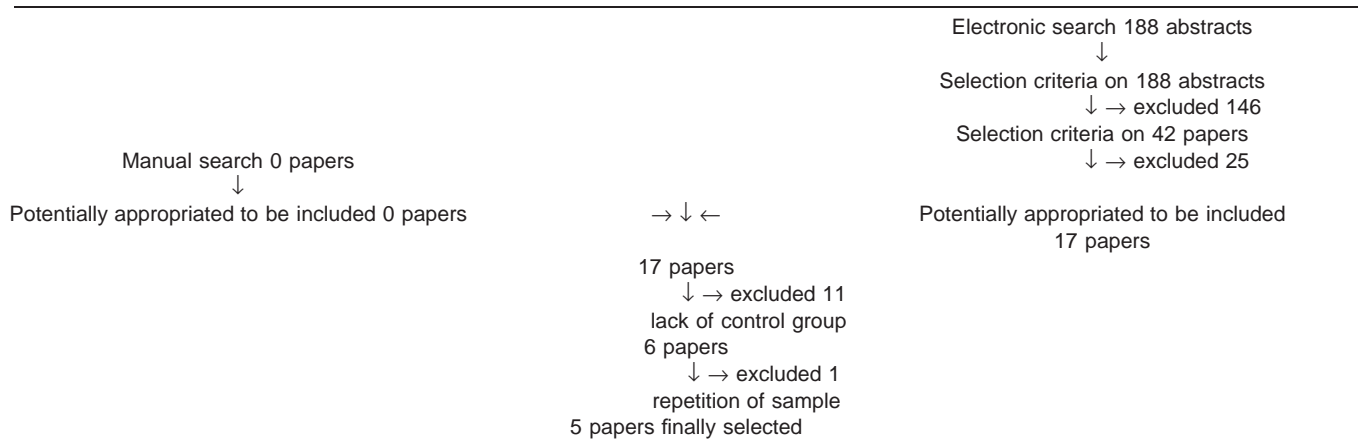 Electronic search 188 abstracts
↓
Selection criteria on 188 abstracts
↓ → excluded 146
Selection criteria on 42 papers
↓ → excluded 25
Manual search 0 papers
↓
Potentially appropriated to be included 0 papers
→ ↓ ←
Potentially appropriated to be included
17 papers
17 papers
↓ → excluded 11
lack of control group
6 papers
↓ → excluded 1
repetition of sample
5 papers finally selected